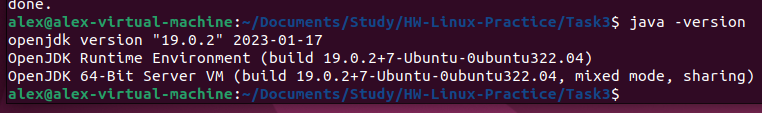 done.
alex@alex-virtual-machine:~/Documents/Study/HW-Linux-Practice/Task3$ java -version
openjdk version "19.0.2" 2023-01-17
OpenJDK Runtime Environment (build 19.0.2+7-Ubuntu-0ubuntu322.04)
OpenJDK 64-Bit Server VM (build 19.0.2+7-Ubuntu-0ubuntu322.04, mixed mode, sharing)
alex@alex-virtual-machine:~/Documents/Study/HW-Linux-Practice/Task3$